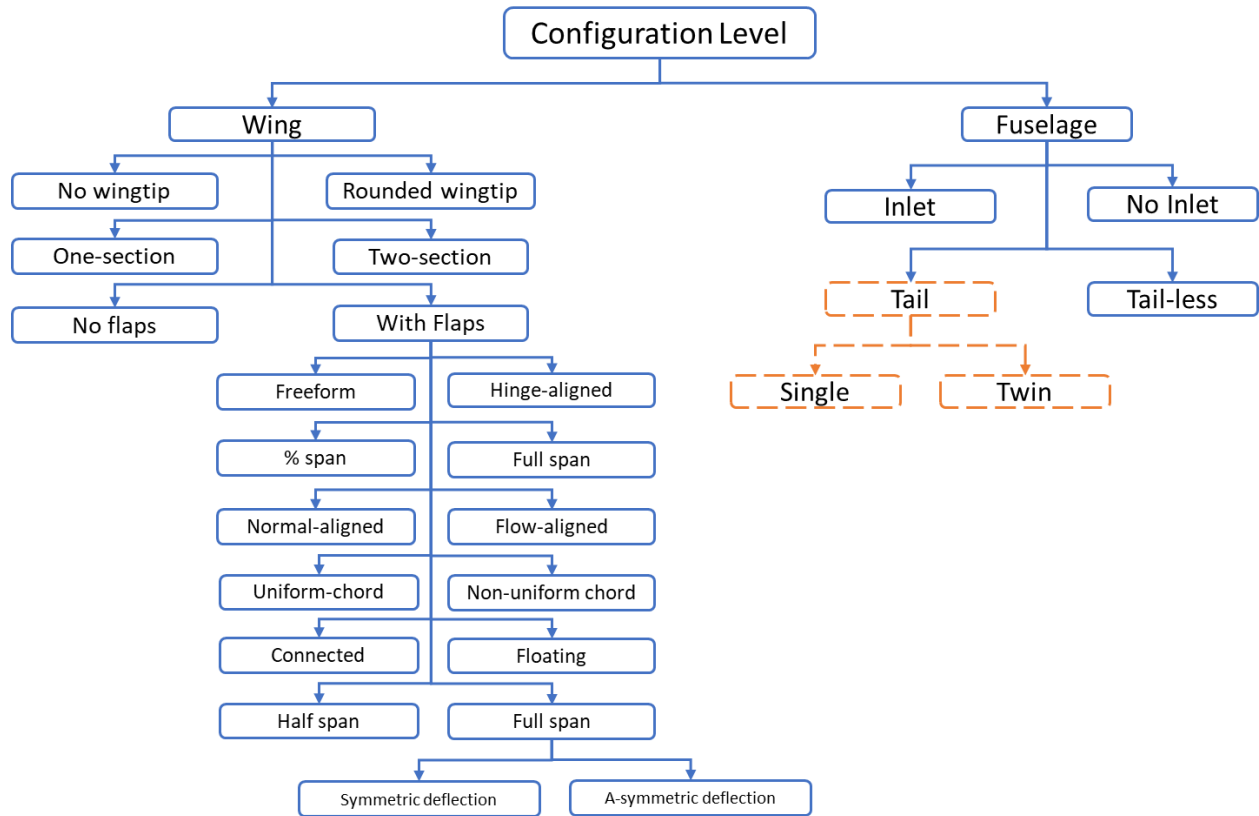 Configuration Level
Wing
Fuselage
No wingtip
Rounded wingtip
Inlet
No Inlet
One-section
Two-section
Tail
Tail-less
No flaps
With Flaps
Freeform
Hinge-aligned
Single
Twin
% span
Full span
Normal-aligned
Flow-aligned
Uniform-chord
Non-uniform chord
Connected
Floating
Half span
Full span
Symmetric deflection
A-symmetric deflection